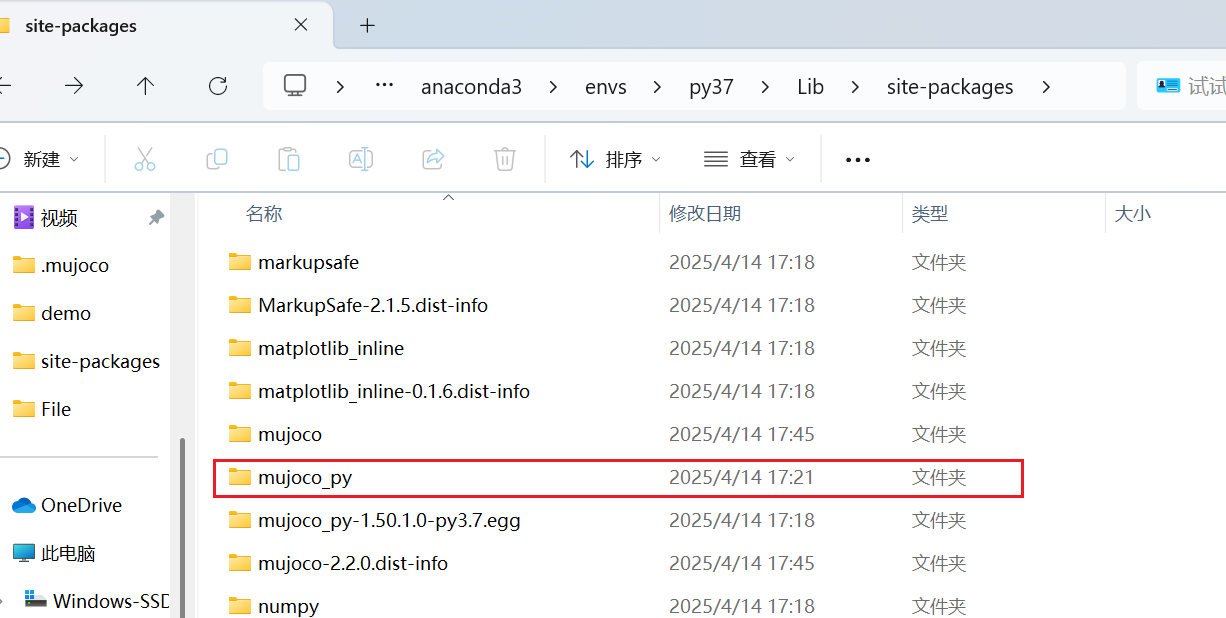 site-packages
··· anaconda3 envs py37 Lib site-packages 试试
新建 排序 查看 ···
名称 修改日期 类型 大小
视频
.mujoco
demo
site-packages
File
OneDrive
此电脑
Windows-SSD
markupsafe 2025/4/14 17:18 文件夹
MarkupSafe-2.1.5.dist-info 2025/4/14 17:18 文件夹
matplotlib_inline 2025/4/14 17:18 文件夹
matplotlib_inline-0.1.6.dist-info 2025/4/14 17:18 文件夹
mujoco 2025/4/14 17:45 文件夹
mujoco_py 2025/4/14 17:21 文件夹
mujoco_py-1.50.1.0-py3.7.egg 2025/4/14 17:18 文件夹
mujoco-2.2.0.dist-info 2025/4/14 17:45 文件夹
numpy 2025/4/14 17:18 文件夹